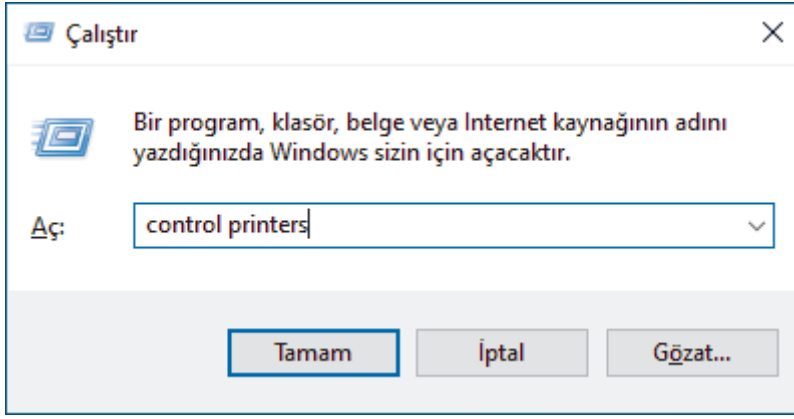 Çalıştır
Bir program, klasör, belge veya Internet kaynağının adını
yazdığınızda Windows sizin için açacaktır.
Aç: control printers
Tamam İptal Gözat...